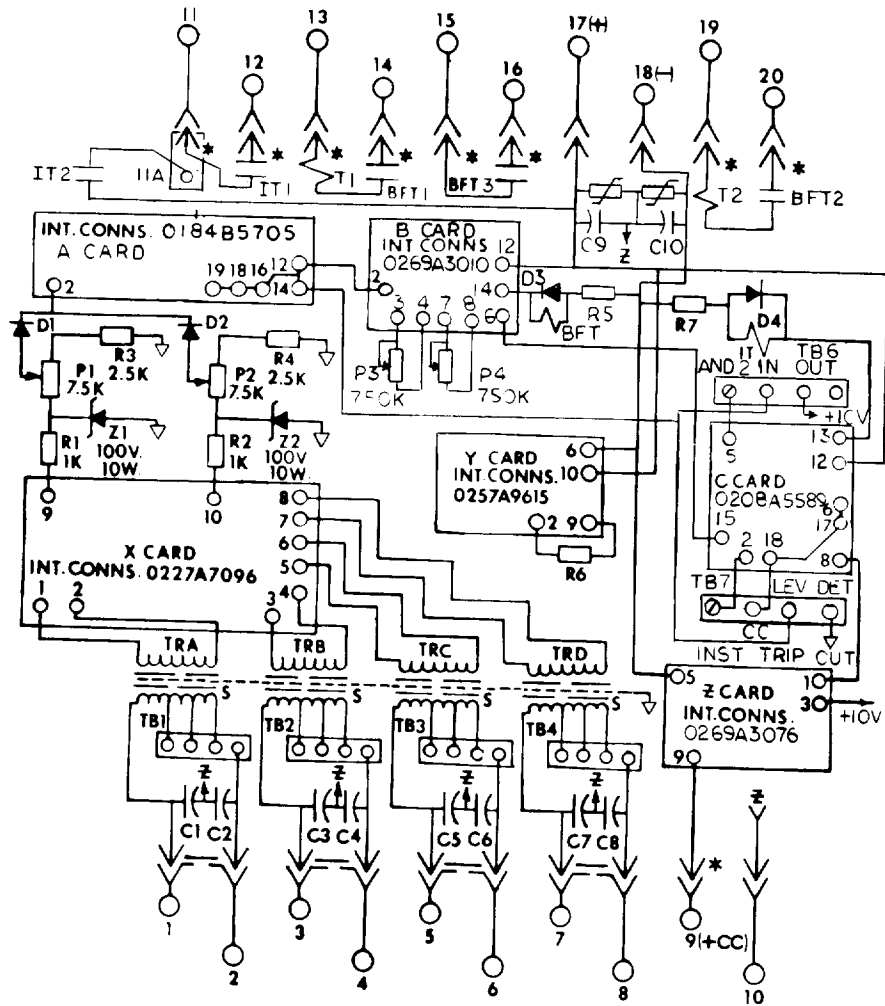 11
13
15
17(+)
19
12
14
16
18(-)
20
*
*
*
*
*
*
*
*
IT2
11A
IT1
T1
BFT1
BFT3
T2
BFT2
C9
C10
Z
INT. CONNS. 0184B5705
A CARD
12
19 18 16
14
2
B CARD
INT CONNS
0269A3010
12
2
14
3 4 7 8
6
D3
R5
BFT
R7
D4
IT
D1
D2
R3
2.5K
R4
2.5K
P1
7.5K
P2
7.5K
P3
750K
P4
750K
AND 2 IN
TB6
OUT
+10V
Z1
100V.
10W.
Z2
100V
10W.
R1
1K
R2
1K
Y CARD
INT.CONNS.
0257A9615
6
10
2
9
R6
5
13
12
C CARD
0208A5589
*6
17
15
2
18
8
9
10
8
7
6
5
4
X CARD
INT.CONNS. 0227A7096
1
2
3
TB7
LEV DET
CC
INST TRIP OUT
TRA
TRB
TRC
TRD
S
S
S
S
TB1
TB2
TB3
TB4
5
1
Z CARD
3
INT.CONNS.
+10V
0269A3076
9
Z
Z
Z
Z
Z
C1
C2
C3
C4
C5
C6
C7
C8
*
1
3
5
7
9(+CC)
2
4
6
8
10